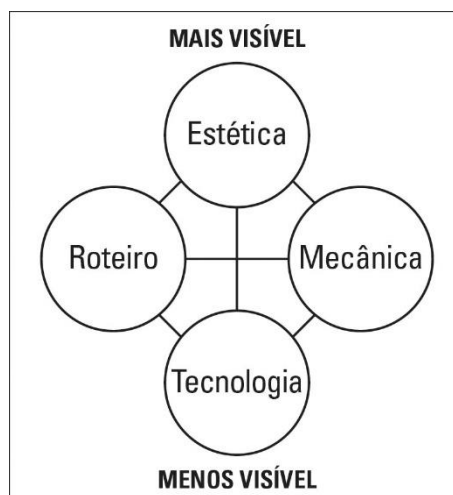 MAIS VISÍVEL
Estética
Roteiro
Mecânica
Tecnologia
MENOS VISÍVEL